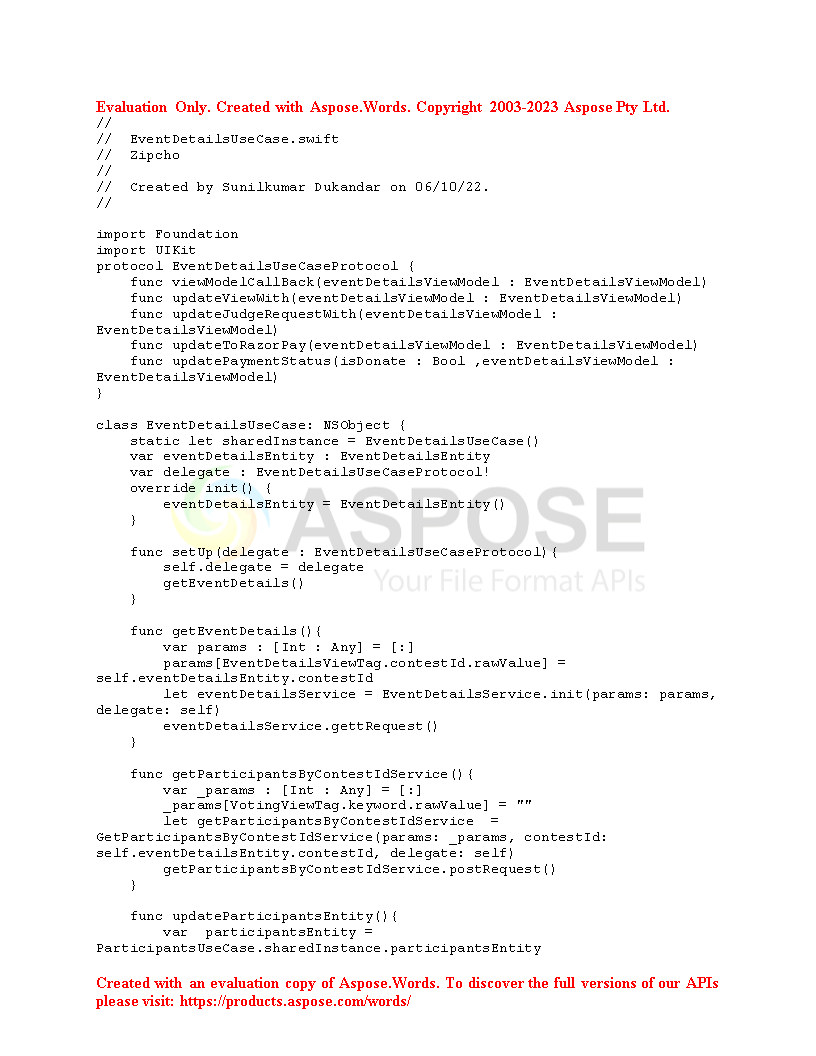 Evaluation Only. Created with Aspose.Words. Copyright 2003-2023 Aspose Pty Ltd.
//
//  EventDetailsUseCase.swift
//  Zipcho
//
//  Created by Sunilkumar Dukandar on 06/10/22.
//

import Foundation
import UIKit
protocol EventDetailsUseCaseProtocol {
    func viewModelCallBack(eventDetailsViewModel : EventDetailsViewModel)
    func updateViewWith(eventDetailsViewModel : EventDetailsViewModel)
    func updateJudgeRequestWith(eventDetailsViewModel :
EventDetailsViewModel)
    func updateToRazorPay(eventDetailsViewModel : EventDetailsViewModel)
    func updatePaymentStatus(isDonate : Bool ,eventDetailsViewModel :
EventDetailsViewModel)
}

class EventDetailsUseCase: NSObject {
    static let sharedInstance = EventDetailsUseCase()
    var eventDetailsEntity : EventDetailsEntity
    var delegate : EventDetailsUseCaseProtocol!
    override init() {
        eventDetailsEntity = EventDetailsEntity()
    }

    func setUp(delegate : EventDetailsUseCaseProtocol){
        self.delegate = delegate
        getEventDetails()
    }

    func getEventDetails(){
        var params : [Int : Any] = [:]
        params[EventDetailsViewTag.contestId.rawValue] =
self.eventDetailsEntity.contestId
        let eventDetailsService = EventDetailsService.init(params: params,
delegate: self)
        eventDetailsService.gettRequest()
    }

    func getParticipantsByContestIdService(){
        var _params : [Int : Any] = [:]
        _params[VotingViewTag.keyword.rawValue] = ""
        let getParticipantsByContestIdService  =
GetParticipantsByContestIdService(params: _params, contestId:
self.eventDetailsEntity.contestId, delegate: self)
        getParticipantsByContestIdService.postRequest()
    }

    func updateParticipantsEntity(){
        var  participantsEntity =
ParticipantsUseCase.sharedInstance.participantsEntity
ASPOSE
Your File Format APIs
Created with an evaluation copy of Aspose.Words. To discover the full versions of our APIs
please visit: https://products.aspose.com/words/